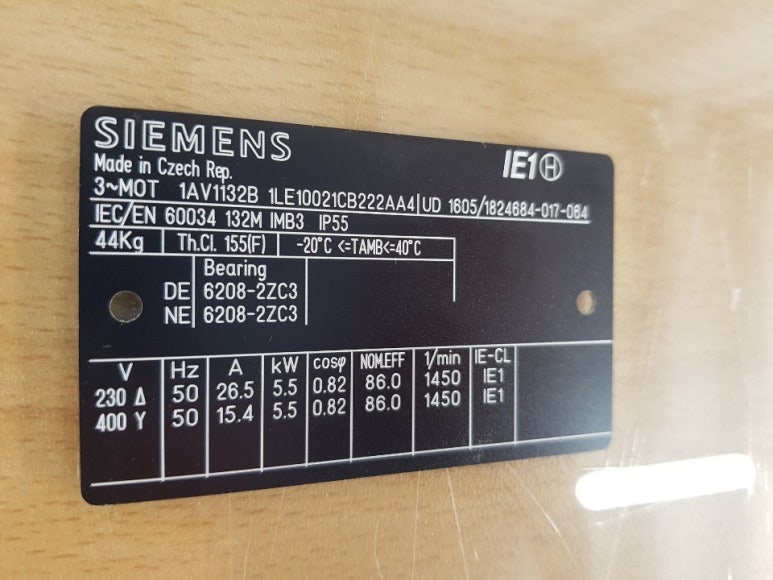 SIEMENS
IE1 H
Made in Czech Rep.
3~MOT 1AV1132B 1LE10021CB222AA4 UD 1605/1824684-017-064
IEC/EN 60034 132M IMB3 IP55
44Kg Th.Cl. 155(F) -20°C <=TAMB<=40°C
Bearing
DE 6208-2ZC3
NE 6208-2ZC3
V Hz A kW cosφ NOM.EFF 1/min IE-CL
230 Δ 50 26.5 5.5 0.82 86.0 1450 IE1
400 Y 50 15.4 5.5 0.82 86.0 1450 IE1